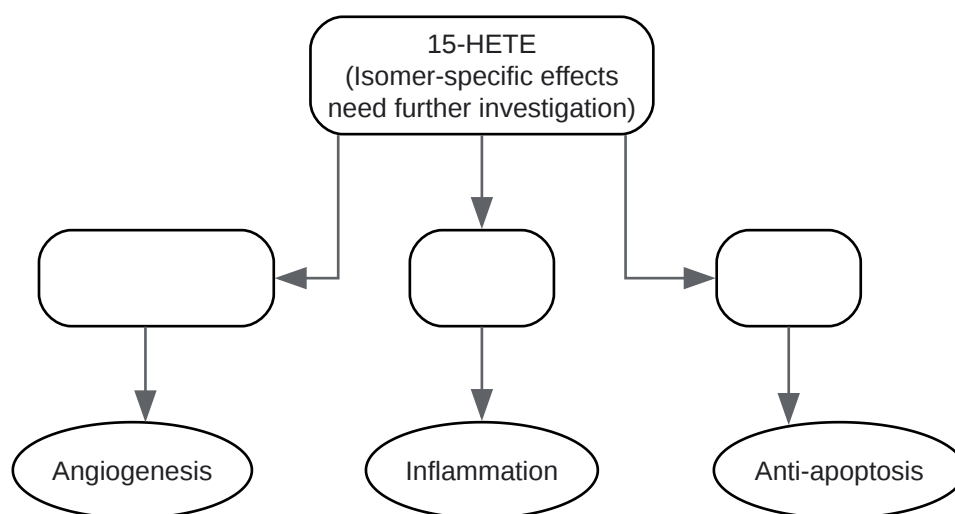 15-HETE
(Isomer-specific effects
need further investigation)
Angiogenesis
Inflammation
Anti-apoptosis